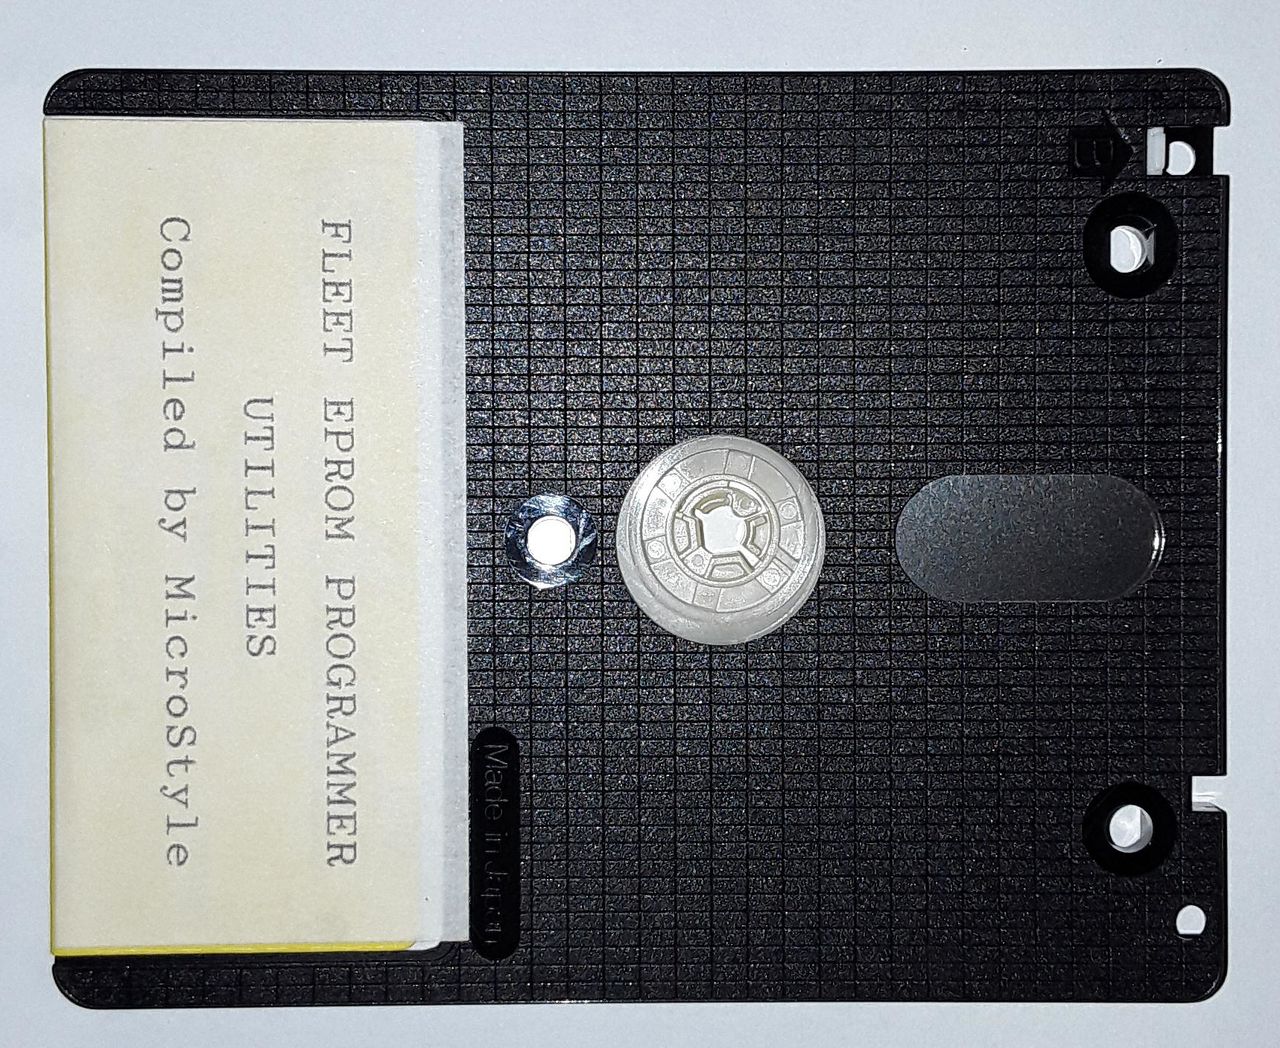 FLEET EPROM PROGRAMMER
UTILITIES
Compiled by MicroStyle
Made in Japan
B